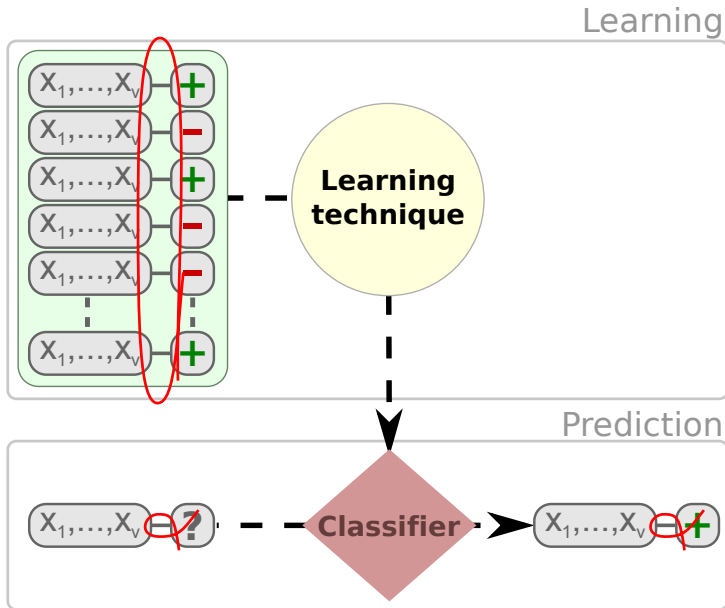 Learning
X₁,...,Xᵥ +
X₁,...,Xᵥ −
X₁,...,Xᵥ +
X₁,...,Xᵥ −
X₁,...,Xᵥ −
X₁,...,Xᵥ +
Learning
technique
Prediction
X₁,...,Xᵥ ?
Classifier
X₁,...,Xᵥ +